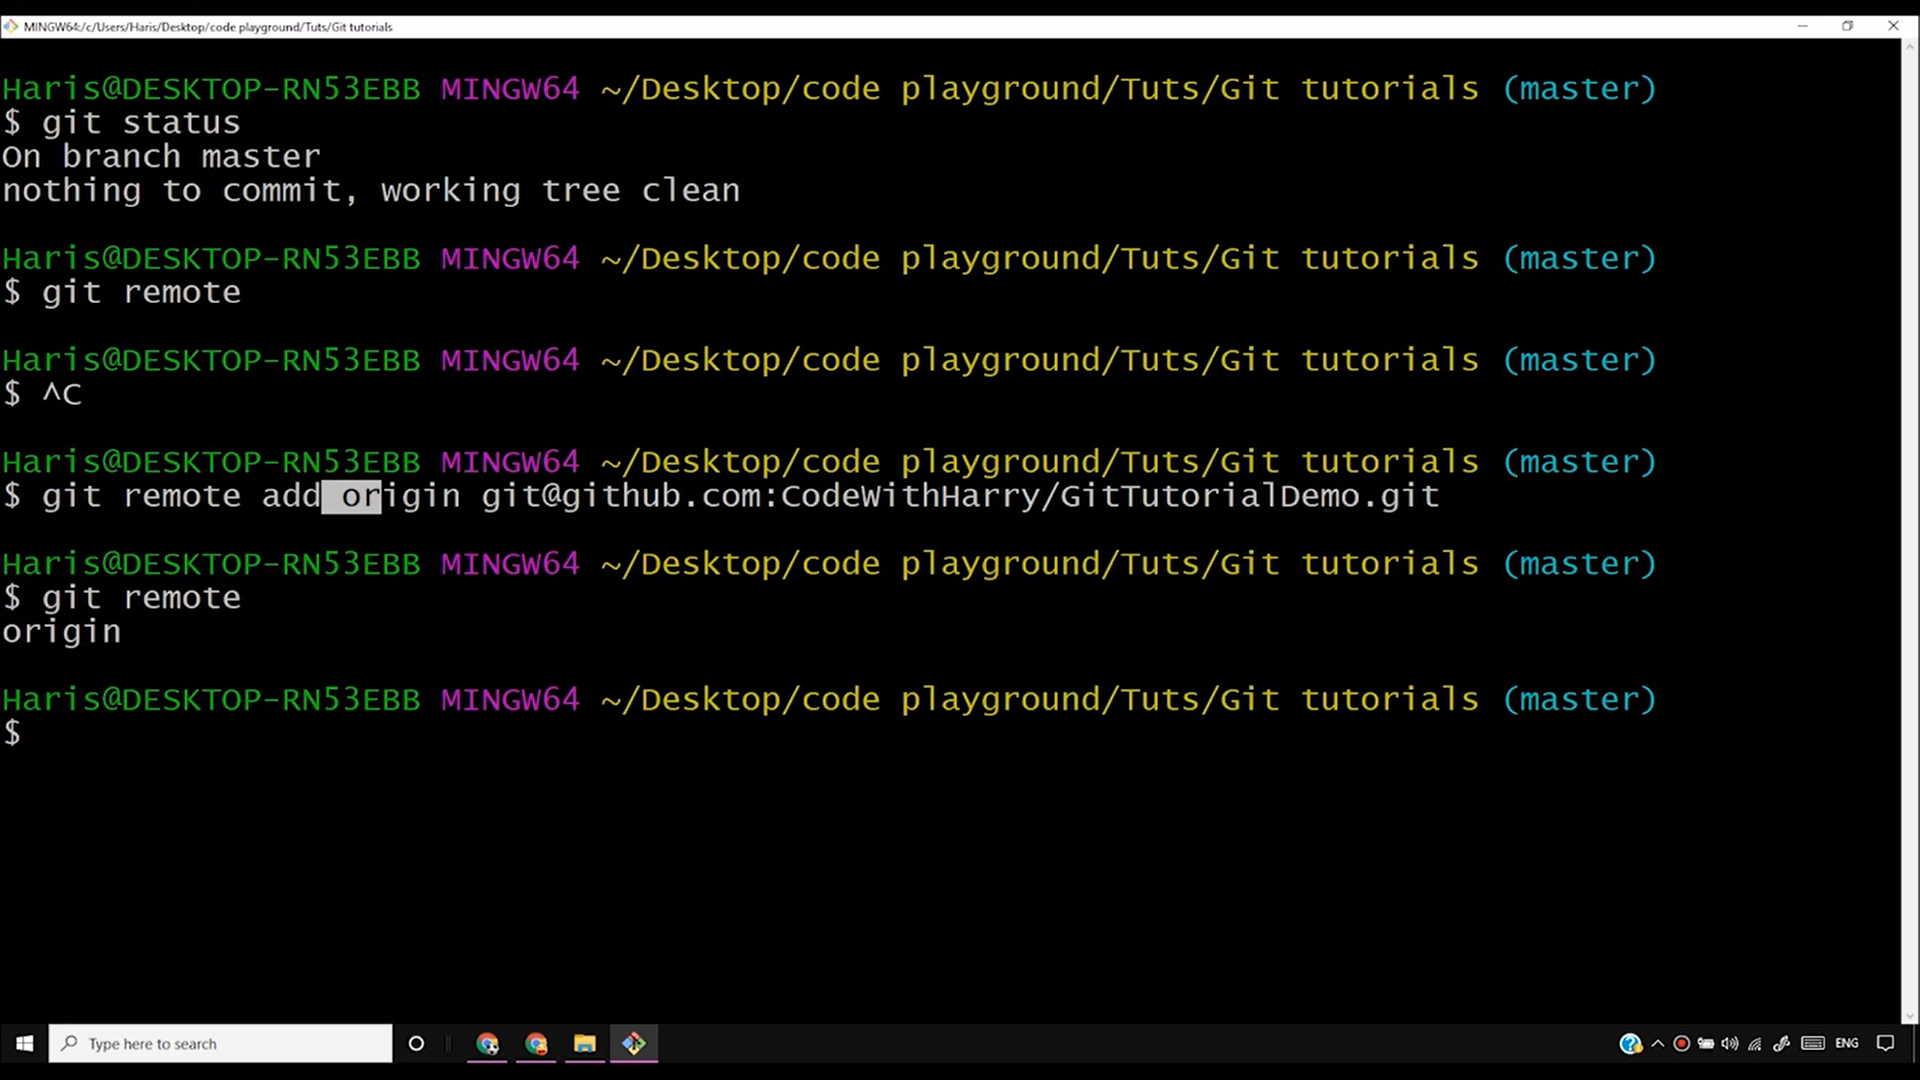 MINGW64:/c/Users/Haris/Desktop/code playground/Tuts/Git tutorials
Haris@DESKTOP-RN53EBB MINGW64 ~/Desktop/code playground/Tuts/Git tutorials (master)
$ git status
On branch master
nothing to commit, working tree clean
Haris@DESKTOP-RN53EBB MINGW64 ~/Desktop/code playground/Tuts/Git tutorials (master)
$ git remote
Haris@DESKTOP-RN53EBB MINGW64 ~/Desktop/code playground/Tuts/Git tutorials (master)
$ ^C
Haris@DESKTOP-RN53EBB MINGW64 ~/Desktop/code playground/Tuts/Git tutorials (master)
$ git remote add origin git@github.com:CodeWithHarry/GitTutorialDemo.git
Haris@DESKTOP-RN53EBB MINGW64 ~/Desktop/code playground/Tuts/Git tutorials (master)
$ git remote
origin
Haris@DESKTOP-RN53EBB MINGW64 ~/Desktop/code playground/Tuts/Git tutorials (master)
$
Type here to search
ENG